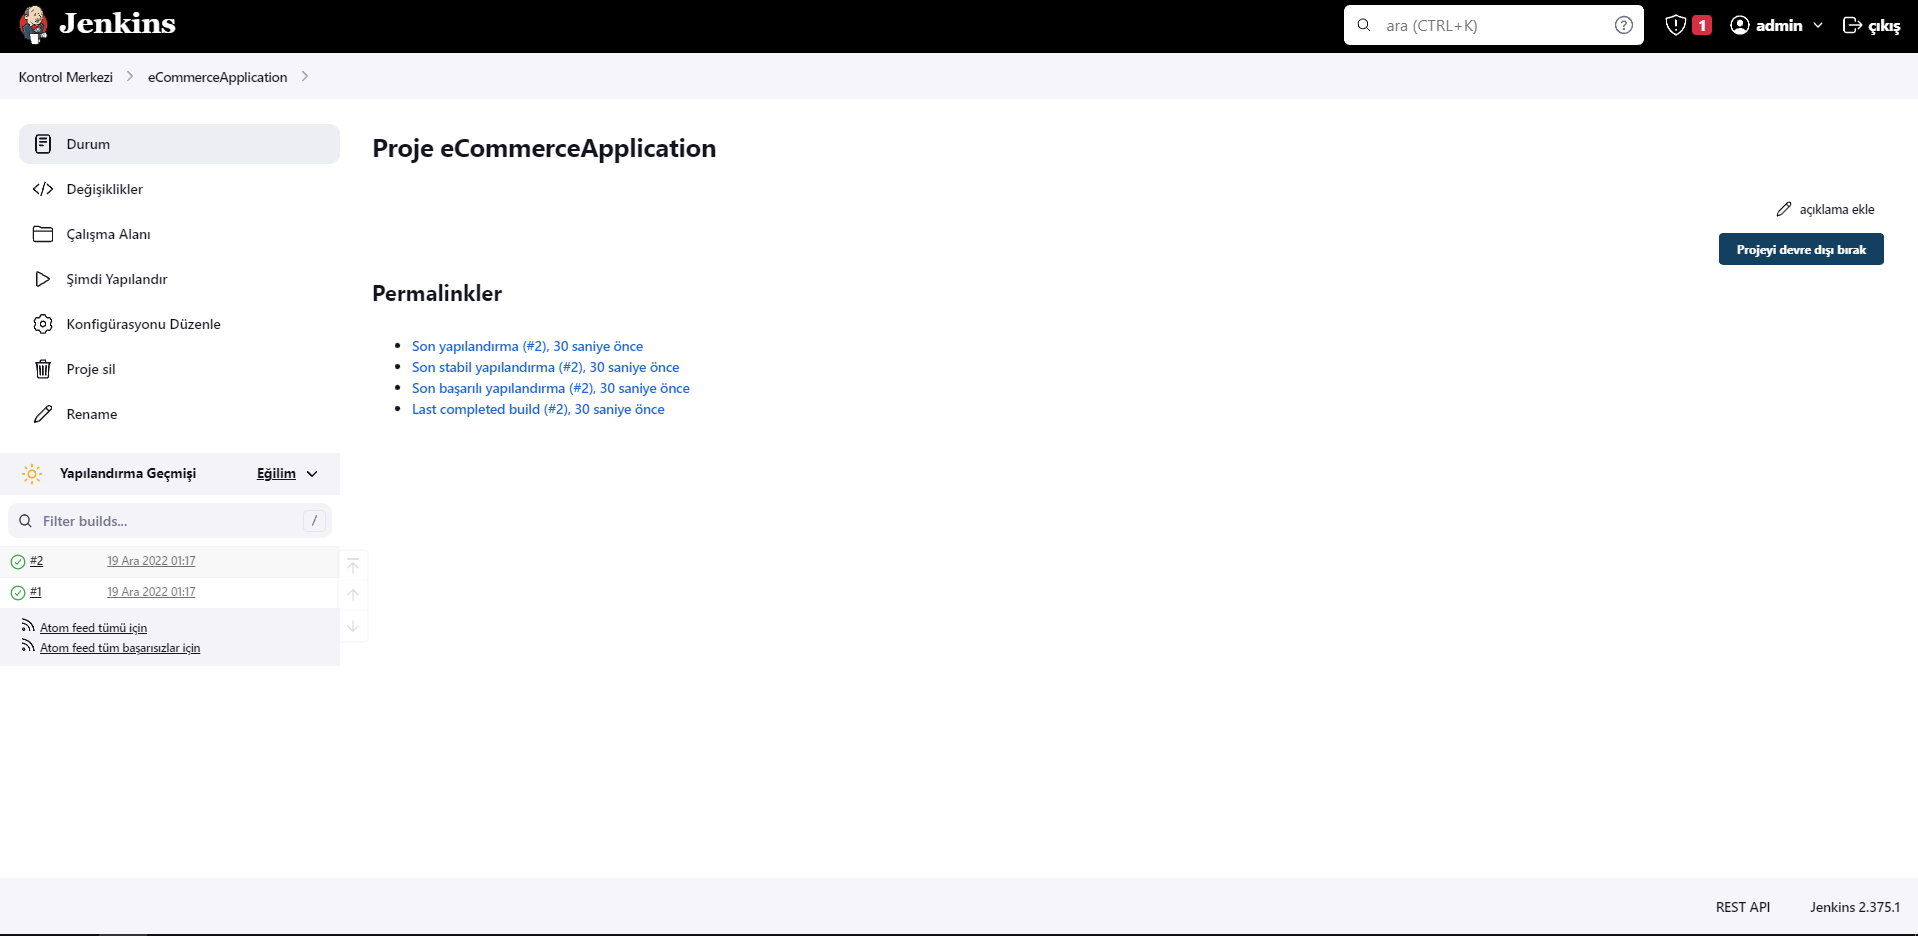 Jenkins
ara (CTRL+K)
1
admin
çıkış
Kontrol Merkezi
eCommerceApplication
Durum
Değişiklikler
Çalışma Alanı
Şimdi Yapılandır
Konfigürasyonu Düzenle
Proje sil
Rename
Yapılandırma Geçmişi
Eğilim
Filter builds...
/
#2 19 Ara 2022 01:17
#1 19 Ara 2022 01:17
Atom feed tümü için
Atom feed tüm başarısızlar için
Proje eCommerceApplication
açıklama ekle
Projeyi devre dışı bırak
Permalinkler
Son yapılandırma (#2), 30 saniye önce
Son stabil yapılandırma (#2), 30 saniye önce
Son başarılı yapılandırma (#2), 30 saniye önce
Last completed build (#2), 30 saniye önce
REST API
Jenkins 2.375.1